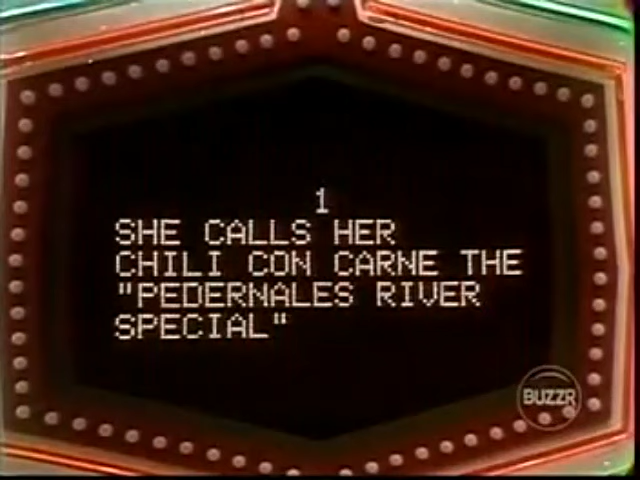 1
SHE CALLS HER
CHILI CON CARNE THE
"PEDERNALES RIVER
SPECIAL"
BUZZR